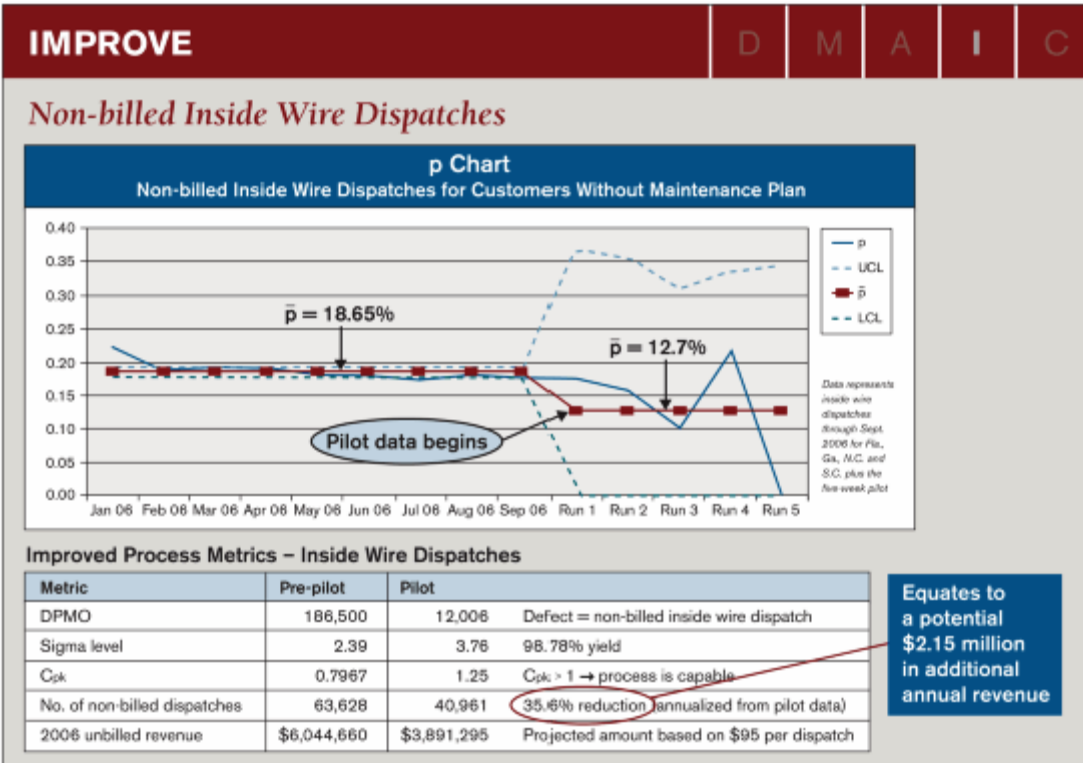 IMPROVE
D M A I C
Non-billed Inside Wire Dispatches
p Chart
Non-billed Inside Wire Dispatches for Customers Without Maintenance Plan
0.40
0.35
0.30
0.25
0.20
0.15
0.10
0.05
0.00
p̄ = 18.65%
p̄ = 12.7%
Pilot data begins
Jan 06 Feb 06 Mar 06 Apr 06 May 06 Jun 06 Jul 06 Aug 06 Sep 06 Run 1 Run 2 Run 3 Run 4 Run 5
p
UCL
p̄
LCL
Data represents
inside wire
dispatches
through Sept.
2006 for Fla.,
Ga., N.C. and
S.C. plus the
five-week pilot
Improved Process Metrics – Inside Wire Dispatches
Metric Pre-pilot Pilot
DPMO 186,500 12,006 Defect = non-billed inside wire dispatch
Sigma level 2.39 3.76 98.78% yield
Cpk 0.7967 1.25 Cpk > 1 → process is capable
No. of non-billed dispatches 63,628 40,961 35.6% reduction (annualized from pilot data)
2006 unbilled revenue $6,044,660 $3,891,295 Projected amount based on $95 per dispatch
Equates to
a potential
$2.15 million
in additional
annual revenue